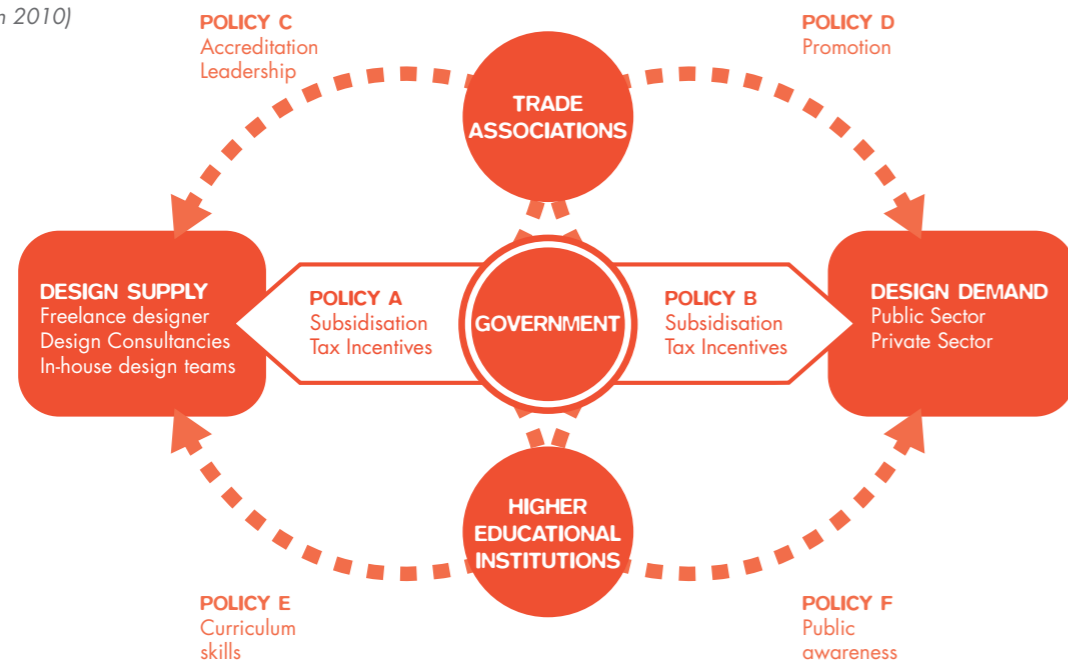 2010)
POLICY C
Accreditation
Leadership
POLICY D
Promotion
TRADE
ASSOCIATIONS
DESIGN SUPPLY
Freelance designer
Design Consultancies
In-house design teams
POLICY A
Subsidisation
Tax Incentives
GOVERNMENT
POLICY B
Subsidisation
Tax Incentives
DESIGN DEMAND
Public Sector
Private Sector
HIGHER
EDUCATIONAL
INSTITUTIONS
POLICY E
Curriculum
skills
POLICY F
Public
awareness